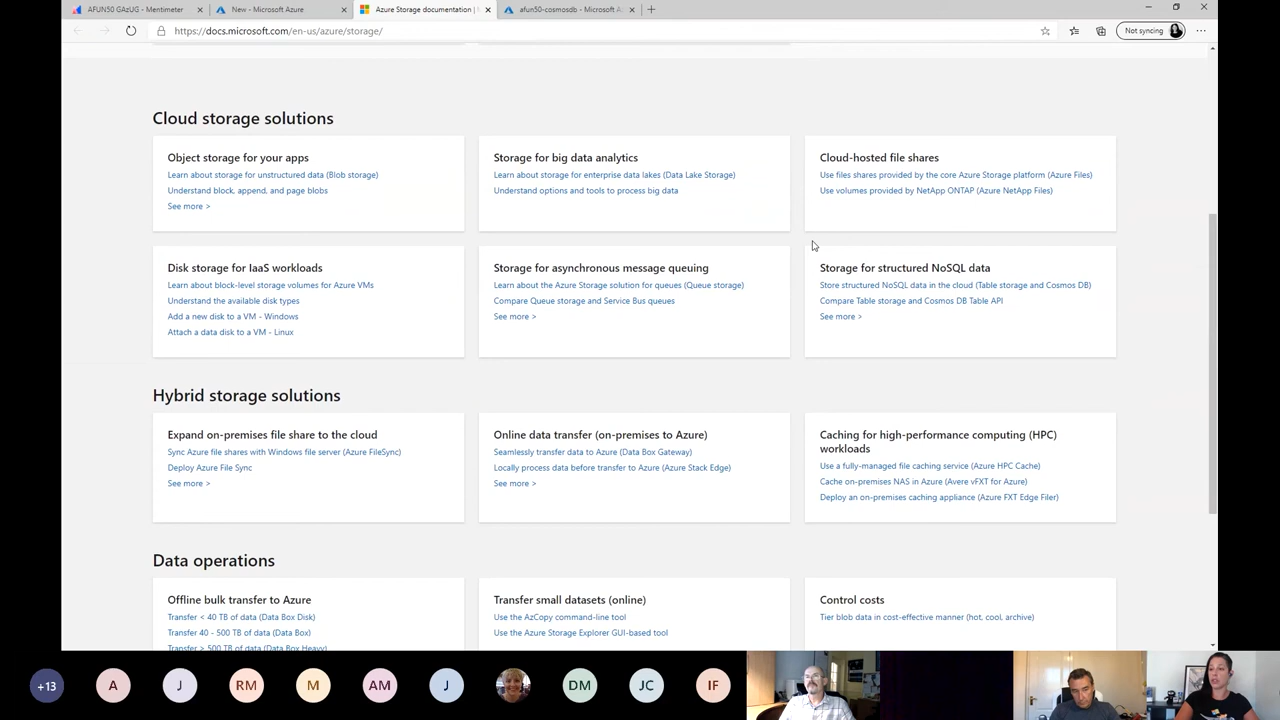 AFUN50 GAzUG - Mentimeter
New - Microsoft Azure
Azure Storage documentation |
afun50-cosmosdb - Microsoft A
https://docs.microsoft.com/en-us/azure/storage/
Not syncing
Cloud storage solutions
Object storage for your apps
Learn about storage for unstructured data (Blob storage)
Understand block, append, and page blobs
See more >
Storage for big data analytics
Learn about storage for enterprise data lakes (Data Lake Storage)
Understand options and tools to process big data
Cloud-hosted file shares
Use files shares provided by the core Azure Storage platform (Azure Files)
Use volumes provided by NetApp ONTAP (Azure NetApp Files)
Disk storage for IaaS workloads
Learn about block-level storage volumes for Azure VMs
Understand the available disk types
Add a new disk to a VM - Windows
Attach a data disk to a VM - Linux
Storage for asynchronous message queuing
Learn about the Azure Storage solution for queues (Queue storage)
Compare Queue storage and Service Bus queues
See more >
Storage for structured NoSQL data
Store structured NoSQL data in the cloud (Table storage and Cosmos DB)
Compare Table storage and Cosmos DB Table API
See more >
Hybrid storage solutions
Expand on-premises file share to the cloud
Sync Azure file shares with Windows file server (Azure FileSync)
Deploy Azure File Sync
See more >
Online data transfer (on-premises to Azure)
Seamlessly transfer data to Azure (Data Box Gateway)
Locally process data before transfer to Azure (Azure Stack Edge)
See more >
Caching for high-performance computing (HPC)
workloads
Use a fully-managed file caching service (Azure HPC Cache)
Cache on-premises NAS in Azure (Avere vFXT for Azure)
Deploy an on-premises caching appliance (Azure FXT Edge Filer)
Data operations
Offline bulk transfer to Azure
Transfer < 40 TB of data (Data Box Disk)
Transfer 40 - 500 TB of data (Data Box)
Transfer > 500 TB of data (Data Box Heavy)
Transfer small datasets (online)
Use the AzCopy command-line tool
Use the Azure Storage Explorer GUI-based tool
Control costs
Tier blob data in cost-effective manner (hot, cool, archive)
+13
A
J
RM
M
AM
J
DM
JC
IF